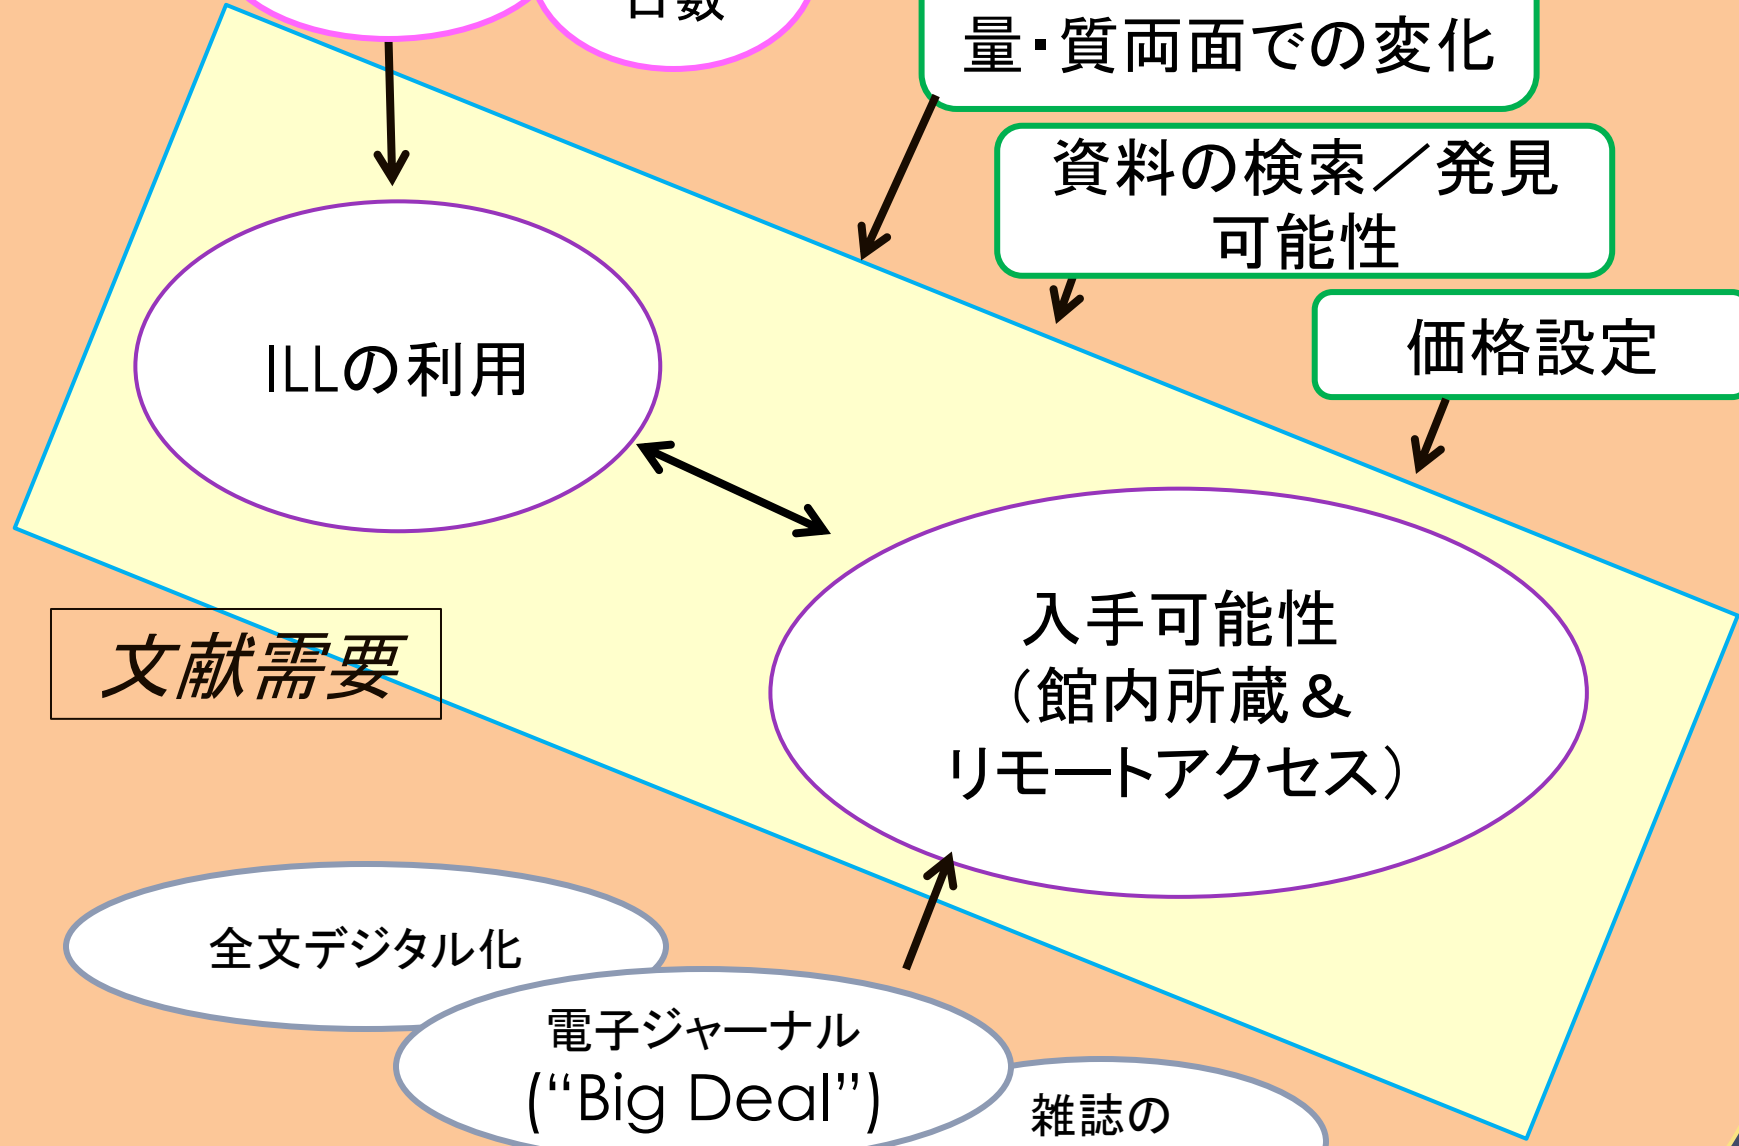 日数
量・質両面での変化
資料の検索／発見
可能性
価格設定
ILLの利用
入手可能性
（館内所蔵＆
リモートアクセス）
文献需要
全文デジタル化
電子ジャーナル
(“Big Deal”)
雑誌の